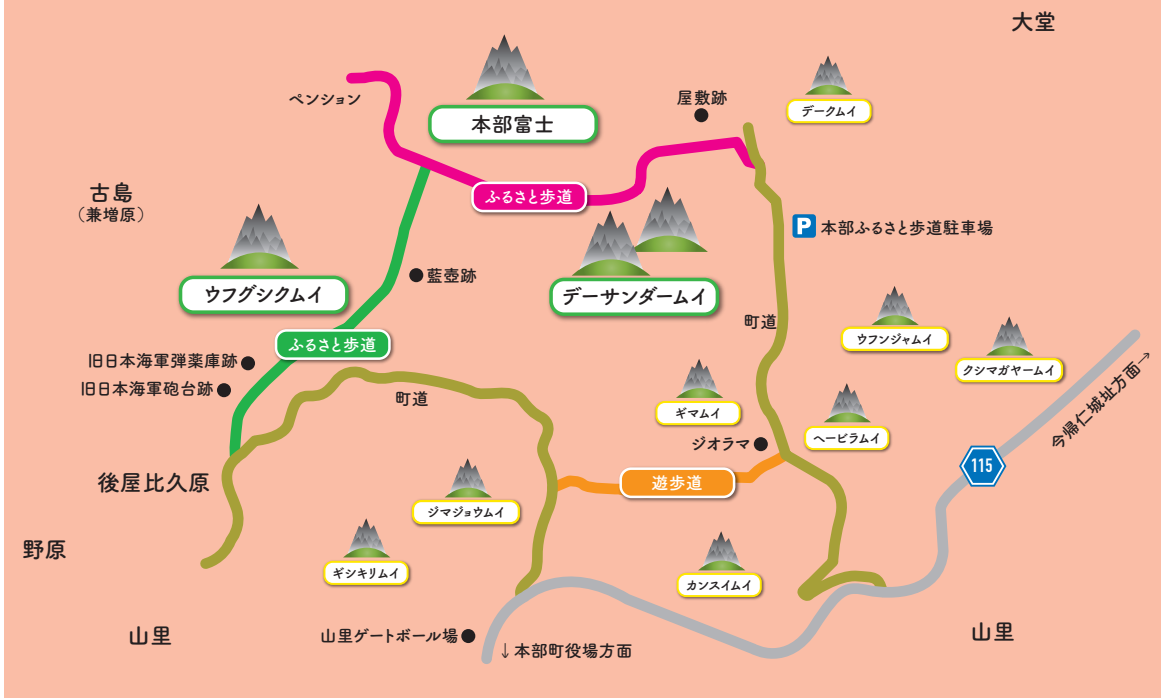 大堂
ペンション
本部富士
屋敷跡
デークムイ
古島
（兼増原）
ふるさと歩道
P 本部ふるさと歩道駐車場
藍壺跡
ウフグシクムイ
デーサンダームイ
町道
ウフンジャムイ
クシマガヤームイ
ふるさと歩道
旧日本海軍弾薬庫跡
旧日本海軍砲台跡
町道
ギマムイ
ヘービラムイ
今帰仁城址方面→
ジオラマ
115
後屋比久原
遊歩道
ジマジョウムイ
野原
ギシキリムイ
カンスイムイ
山里
山里ゲートボール場
↓本部町役場方面
山里